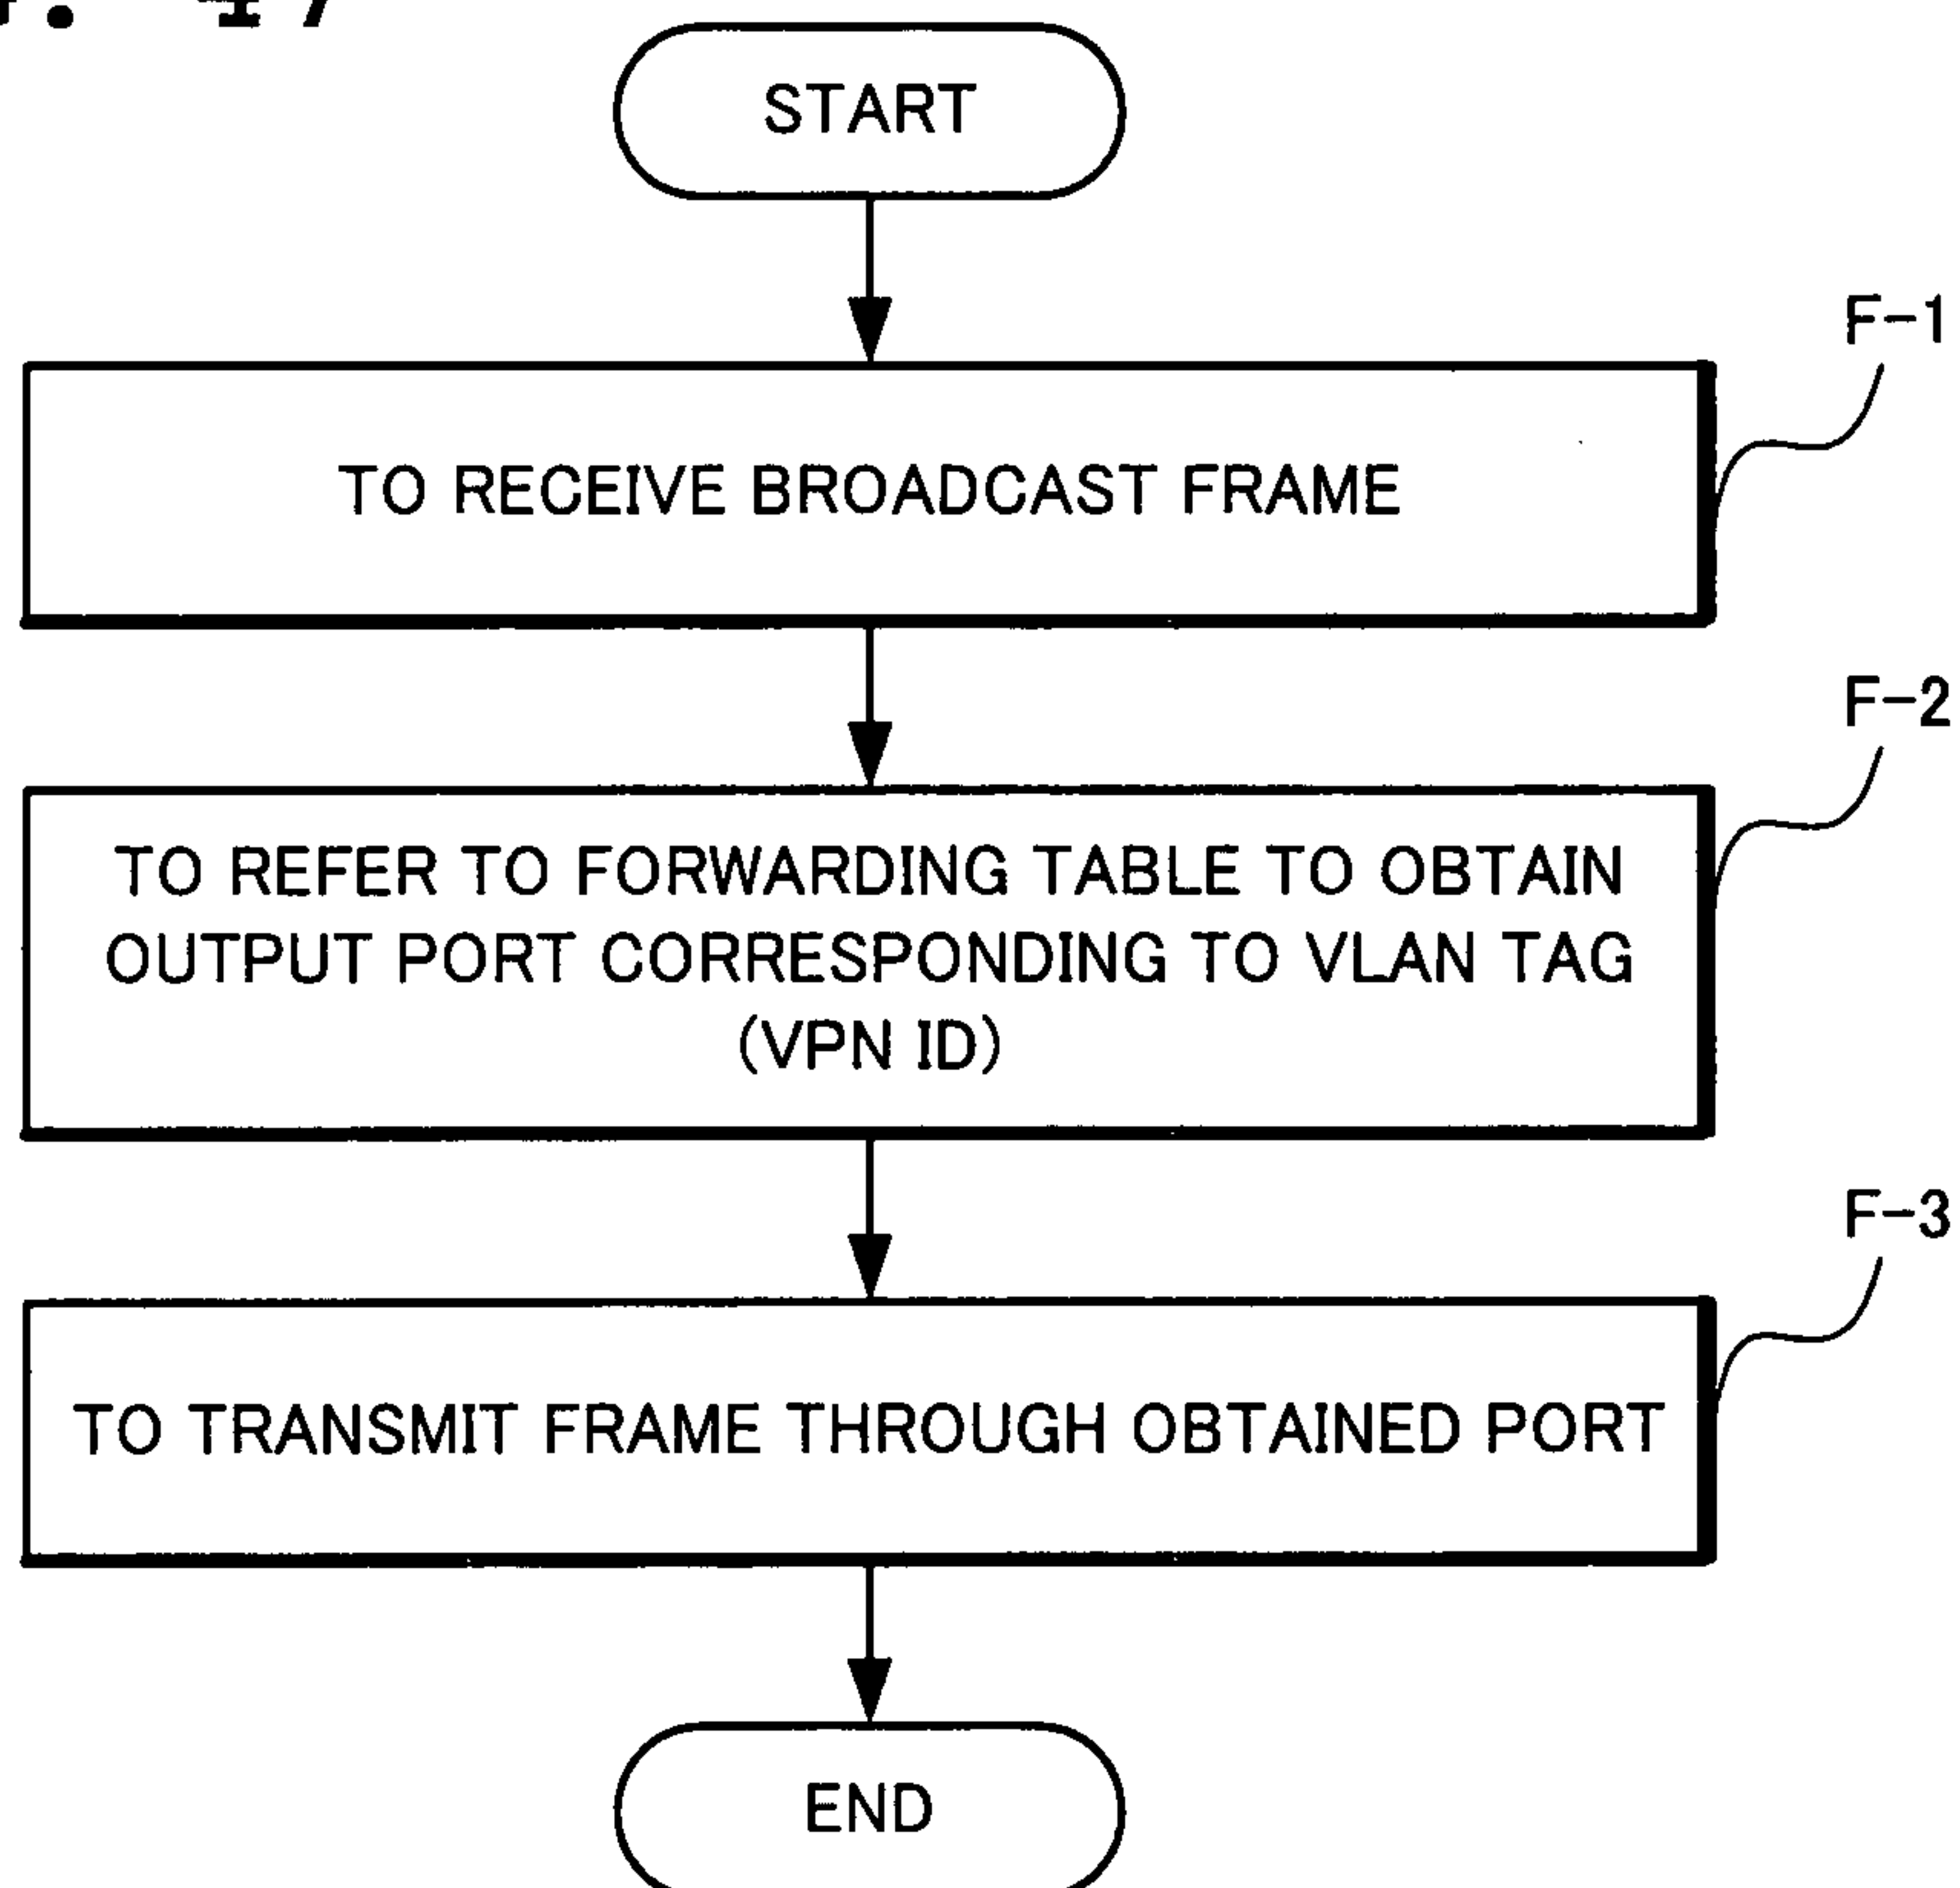 START
F-1
TO RECEIVE BROADCAST FRAME
F-2
TO REFER TO FORWARDING TABLE TO OBTAIN
OUTPUT PORT CORRESPONDING TO VLAN TAG
(VPN ID)
F-3
TO TRANSMIT FRAME THROUGH OBTAINED PORT
END